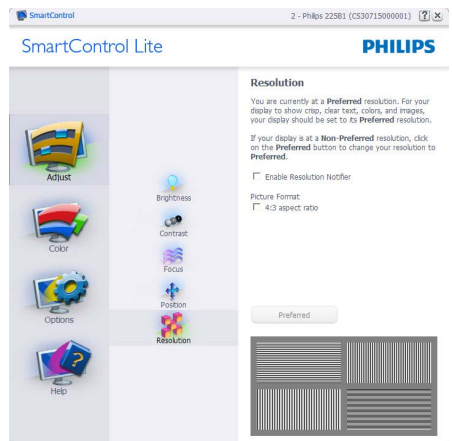 SmartControl
2 - Philips 225B1 (CS30715000001)
SmartControl Lite
PHILIPS
Adjust
Color
Options
Help
Brightness
Contrast
Focus
Position
Resolution
Resolution
You are currently at a Preferred resolution. For your
display to show crisp, clear text, colors, and images,
your display should be set to its Preferred resolution.
If your display is at a Non-Preferred resolution, click
on the Preferred button to change your resolution to
Preferred.
Enable Resolution Notifier
Picture Format
4:3 aspect ratio
Preferred